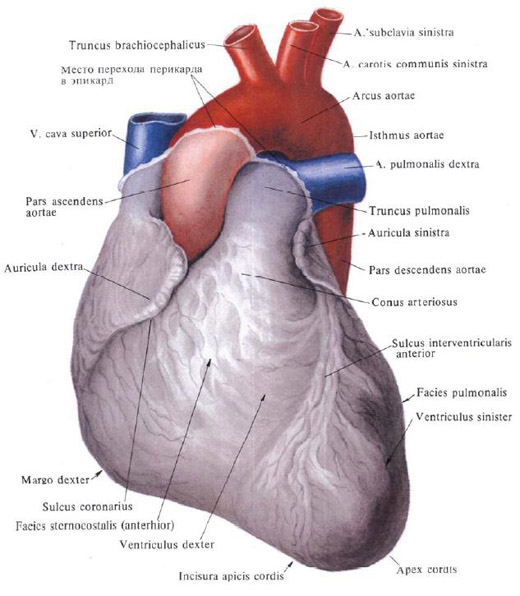 A. subclavia sinistra
Truncus brachiocephalicus
A. carotis communis sinistra
Место перехода перикарда
в эпикард
Arcus aortae
V. cava superior
Isthmus aortae
A. pulmonalis dextra
Pars ascendens
aortae
Truncus pulmonalis
Auricula sinistra
Auricula dextra
Pars descendens aortae
Conus arteriosus
Sulcus interventricularis
anterior
Facies pulmonalis
Ventriculus sinister
Margo dexter
Sulcus coronarius
Facies sternocostalis (anterhior)
Ventriculus dexter
Incisura apicis cordis
Apex cordis